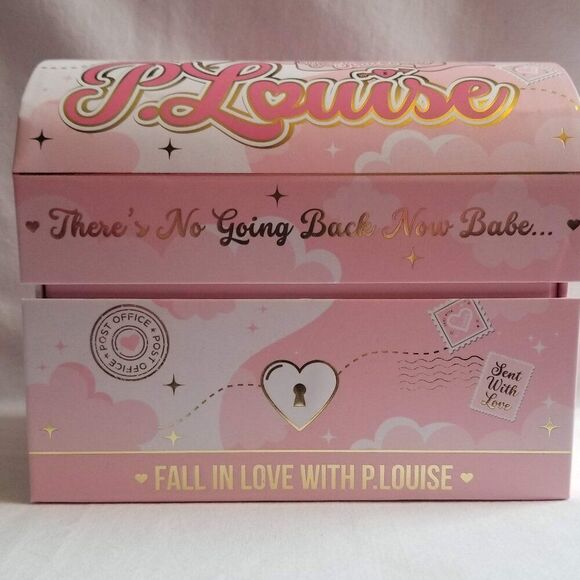 P.Louise
There's No Going Back Now Babe...
POST OFFICE • POST OFFICE •
Sent
With
Love
FALL IN LOVE WITH P.LOUISE